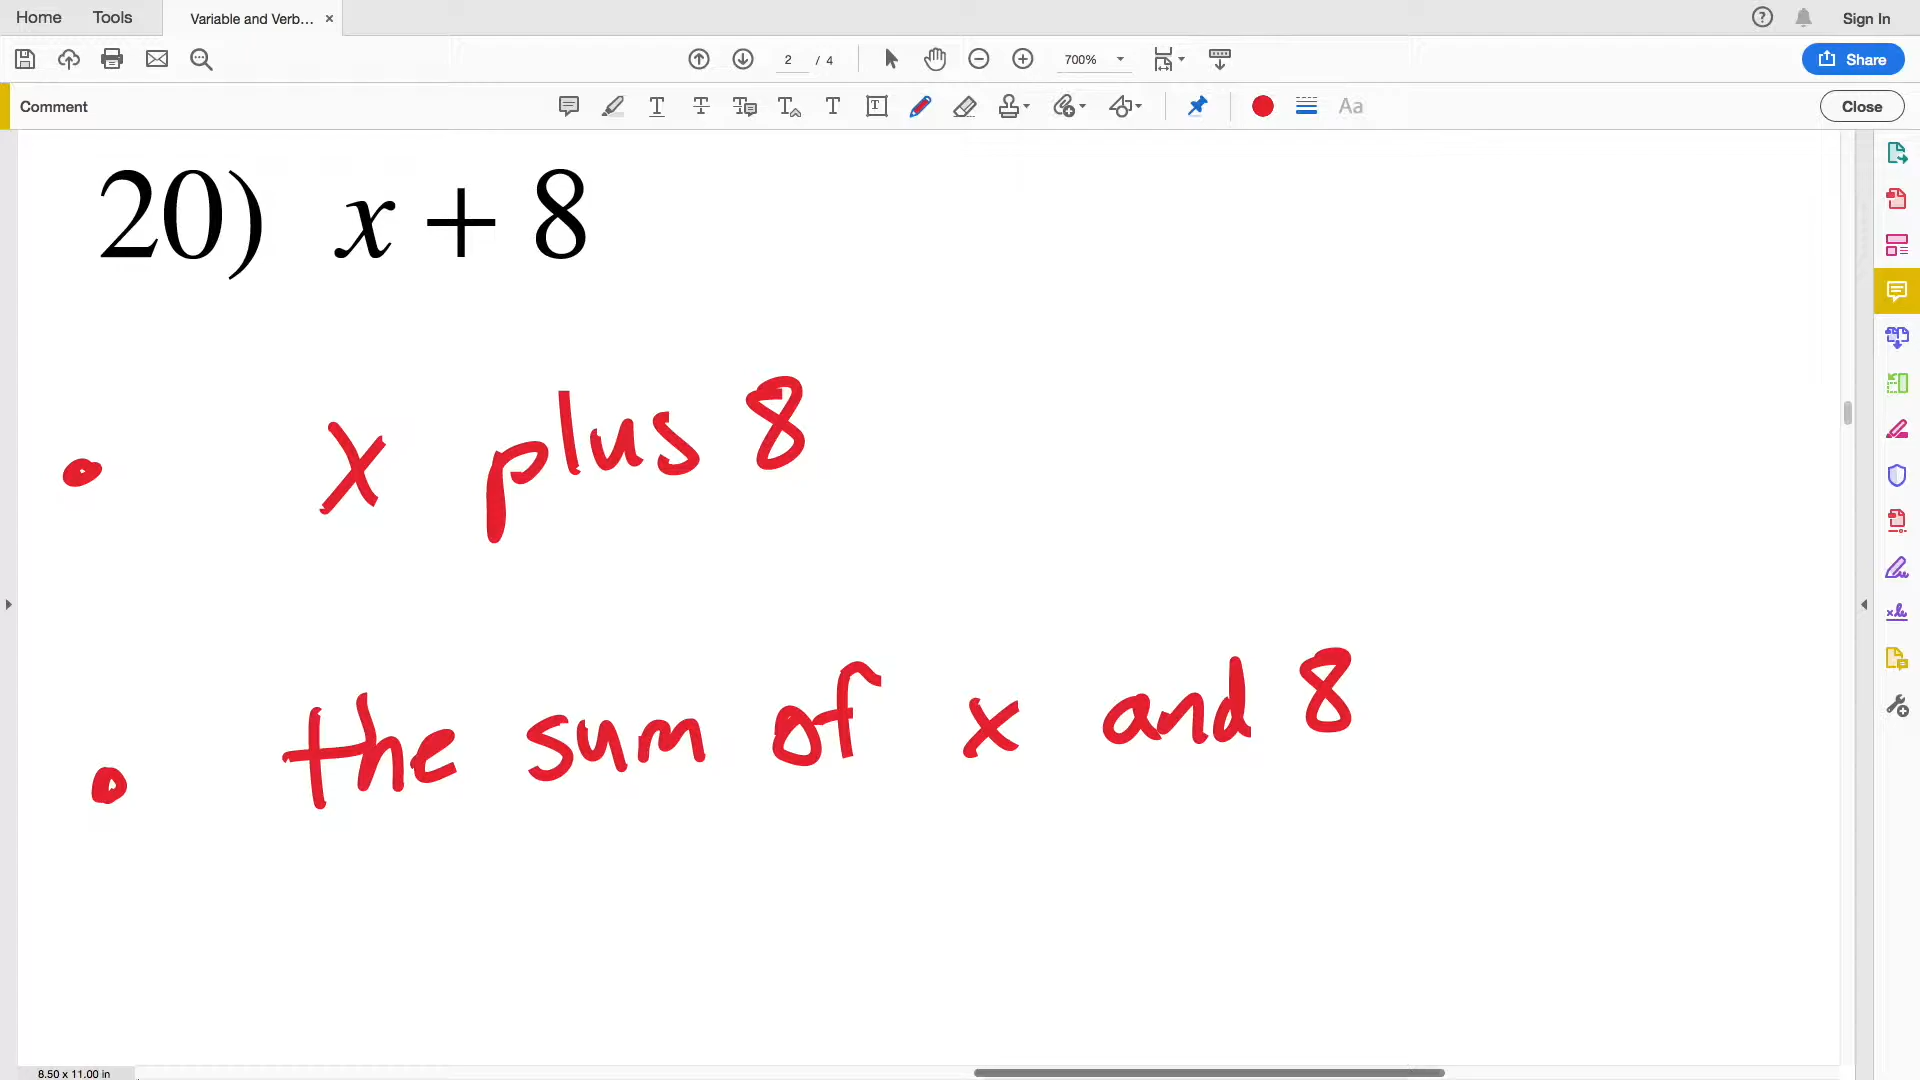 Home Tools Variable and Verb... × Sign In
2 / 4 700% Share
Comment Aa Close
20) x + 8
• x plus 8
• the sum of x and 8
8.50 x 11.00 in